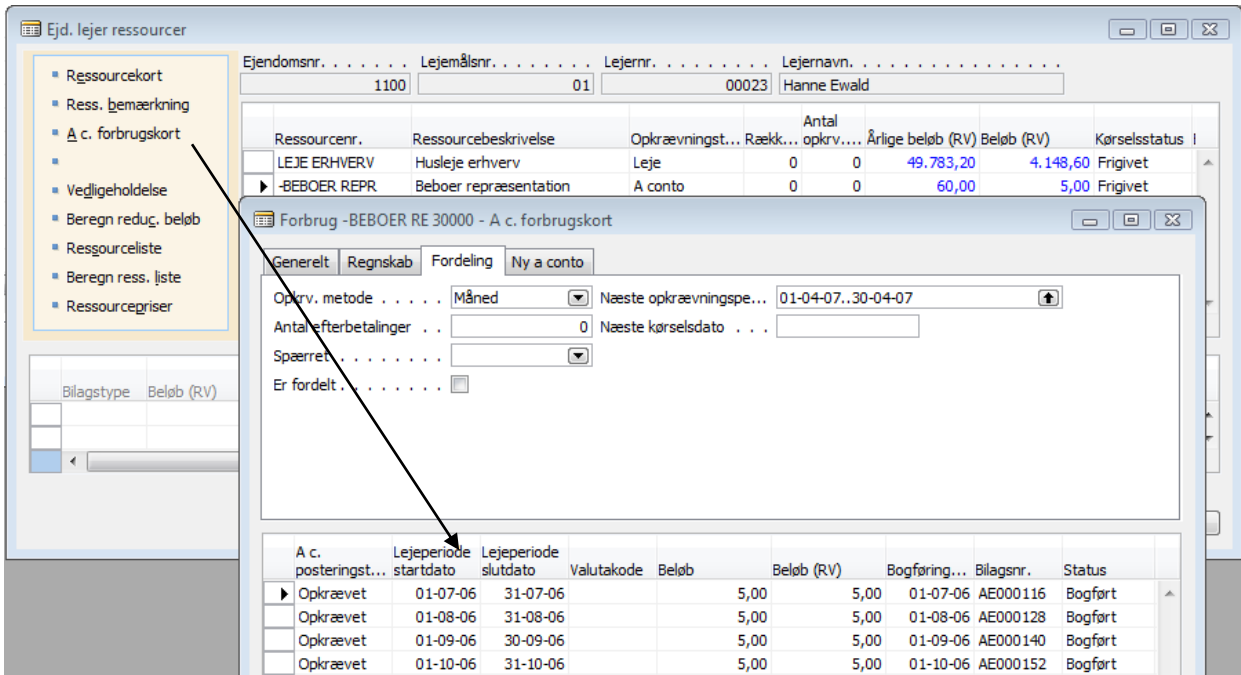 Ejd. lejer ressourcer
Ressourcekort
Ress. bemærkning
A c. forbrugskort
Vedligeholdelse
Beregn reduc. beløb
Ressourceliste
Beregn ress. liste
Ressourcepriser
Ejendomsnr. . . . . . . Lejemålsnr. . . . . . . . Lejernr. . . . . . . . . . Lejernavn. . . . . . . . . . . . . . . . .
1100 01 00023 Hanne Ewald
Antal
Ressourcenr. Ressourcebeskrivelse Opkrævningst... Rækk... opkrv.... Årlige beløb (RV) Beløb (RV) Kørselsstatus
LEJE ERHVERV Husleje erhverv Leje 0 0 49.783,20 4.148,60 Frigivet
-BEBOER REPR Beboer repræsentation A conto 0 0 60,00 5,00 Frigivet
Bilagstype Beløb (RV)
Forbrug -BEBOER RE 30000 - A c. forbrugskort
Generelt Regnskab Fordeling Ny a conto
Opkrv. metode . . . . . Måned Næste opkrævningspe... 01-04-07..30-04-07
Antal efterbetalinger . . 0 Næste kørselsdato . . .
Spærret . . . . . . . .
Er fordelt . . . . . . . .
A c. Lejeperiode Lejeperiode
posteringst... startdato slutdato Valutakode Beløb Beløb (RV) Bogføring... Bilagsnr. Status
Opkrævet 01-07-06 31-07-06 5,00 5,00 01-07-06 AE000116 Bogført
Opkrævet 01-08-06 31-08-06 5,00 5,00 01-08-06 AE000128 Bogført
Opkrævet 01-09-06 30-09-06 5,00 5,00 01-09-06 AE000140 Bogført
Opkrævet 01-10-06 31-10-06 5,00 5,00 01-10-06 AE000152 Bogført